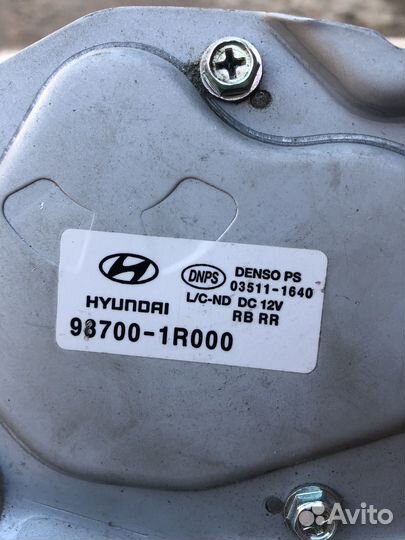 HYUNDAI
98700-1R000
DNPS
DENSO PS
03511-1640
L/C-ND DC 12V
RB RR
Avito